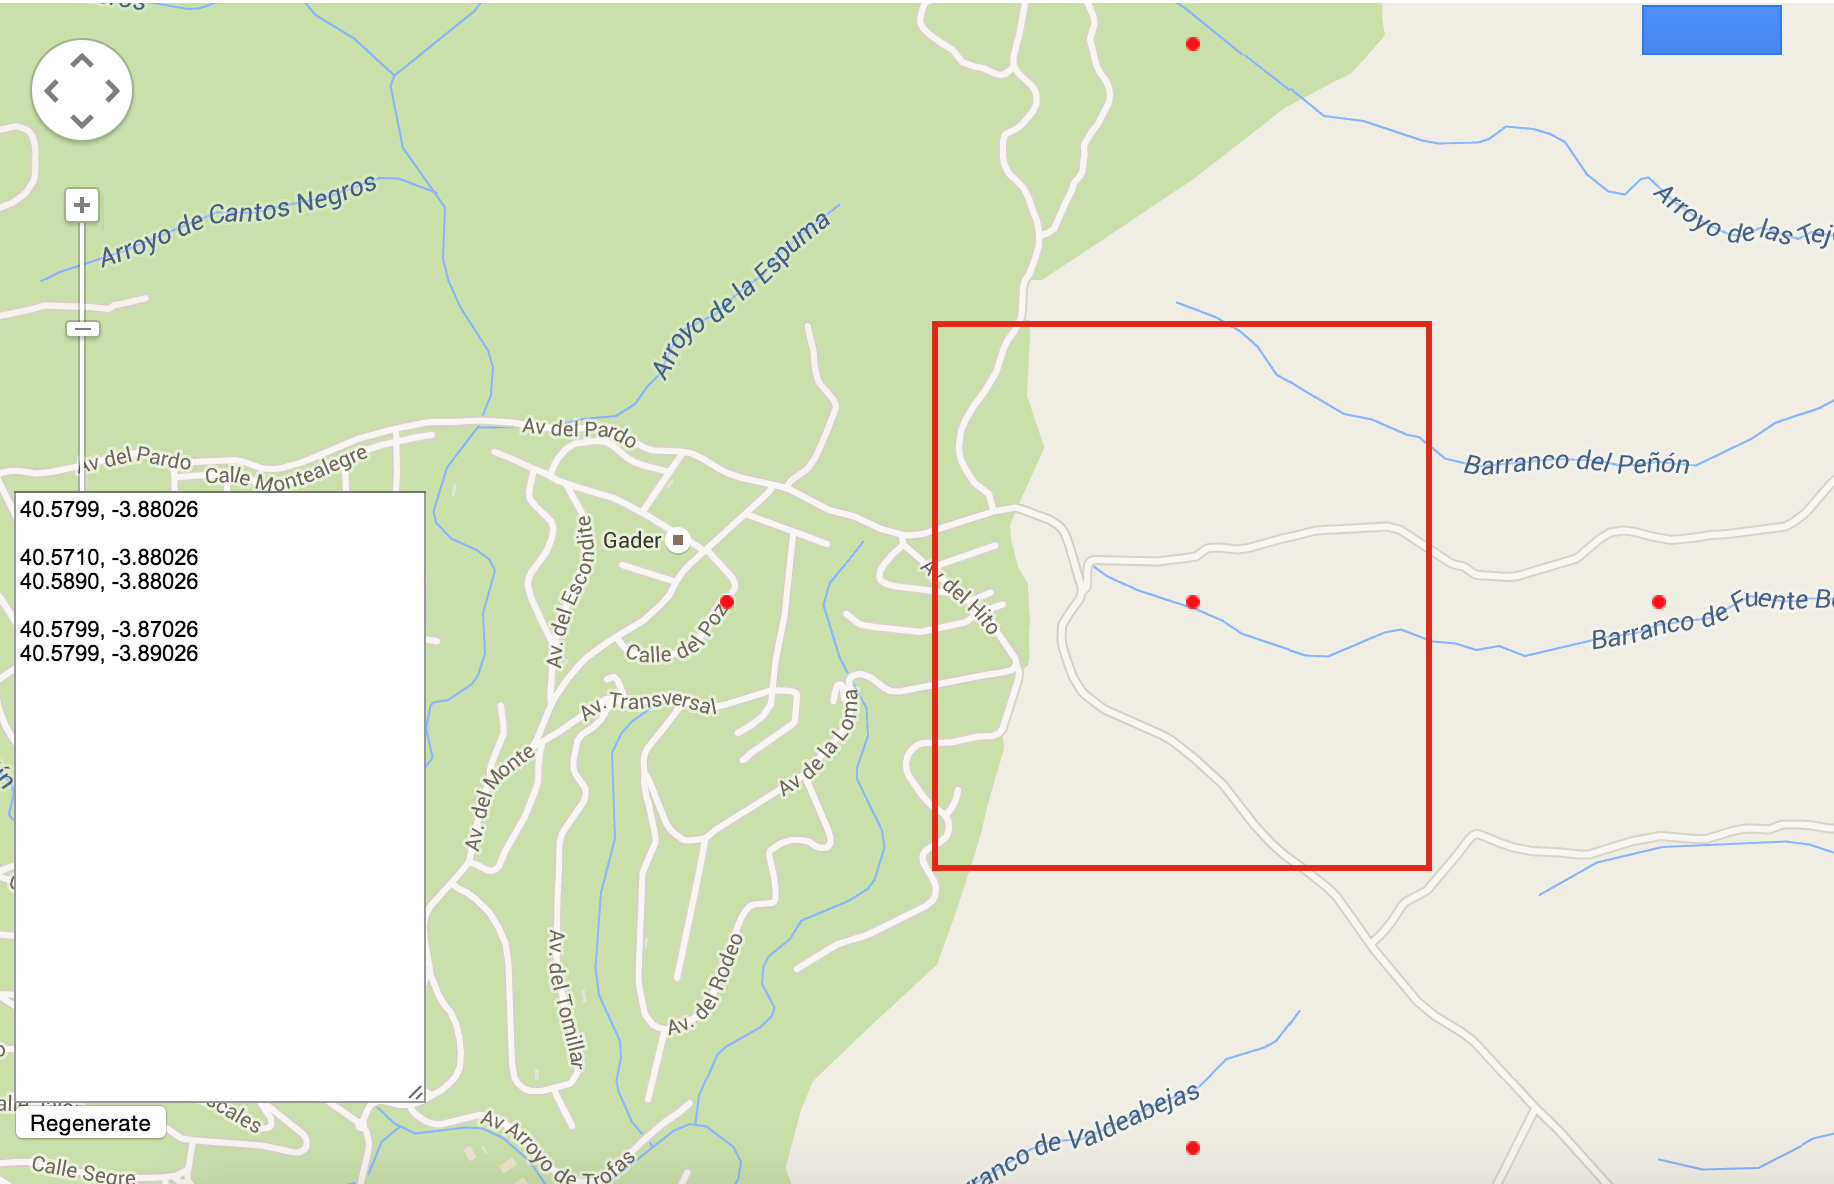 Arroyo de Cantos Negros
Arroyo de la Espuma
Arroyo de las
Av del Pardo
Av del Pardo
Calle Montealegre
Barranco del Peñón
40.5799, -3.88026
40.5710, -3.88026
40.5890, -3.88026
40.5799, -3.87026
40.5799, -3.89026
Gader
Av. del Escondite
Av del Hito
Calle del Poz
Barranco de Fuente
Av. Transversal
Av de la Loma
Av. del Monte
Av. del Rodeo
Av. del Tomillar
Regenerate
Av Arroyo de Trofas
de Valdeabejas
Calle Segre